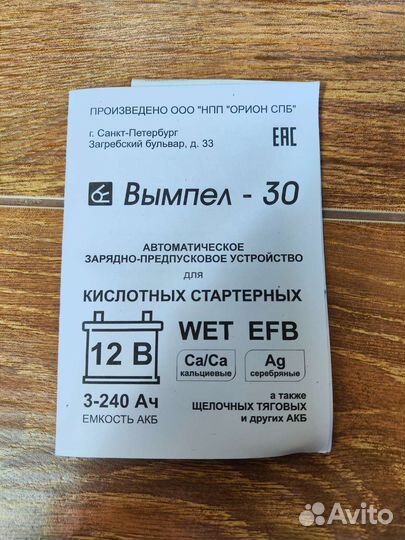 ПРОИЗВЕДЕНО ООО "НПП "ОРИОН СПБ"
г. Санкт-Петербург
Загребский бульвар, д. 33
EAC
Вымпел - 30
АВТОМАТИЧЕСКОЕ
ЗАРЯДНО-ПРЕДПУСКОВОЕ УСТРОЙСТВО
для
КИСЛОТНЫХ СТАРТЕРНЫХ
12 В
WET EFB
Ca/Ca
кальциевые
Ag
серебряные
3-240 Ач
ЕМКОСТЬ АКБ
а также
ЩЕЛОЧНЫХ ТЯГОВЫХ
и других АКБ
Avito